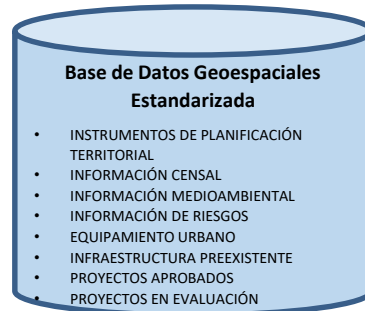 Base de Datos Geoespaciales
Estandarizada
• INSTRUMENTOS DE PLANIFICACIÓN
TERRITORIAL
• INFORMACIÓN CENSAL
• INFORMACIÓN MEDIOAMBIENTAL
• INFORMACIÓN DE RIESGOS
• EQUIPAMIENTO URBANO
• INFRAESTRUCTURA PREEXISTENTE
• PROYECTOS APROBADOS
• PROYECTOS EN EVALUACIÓN